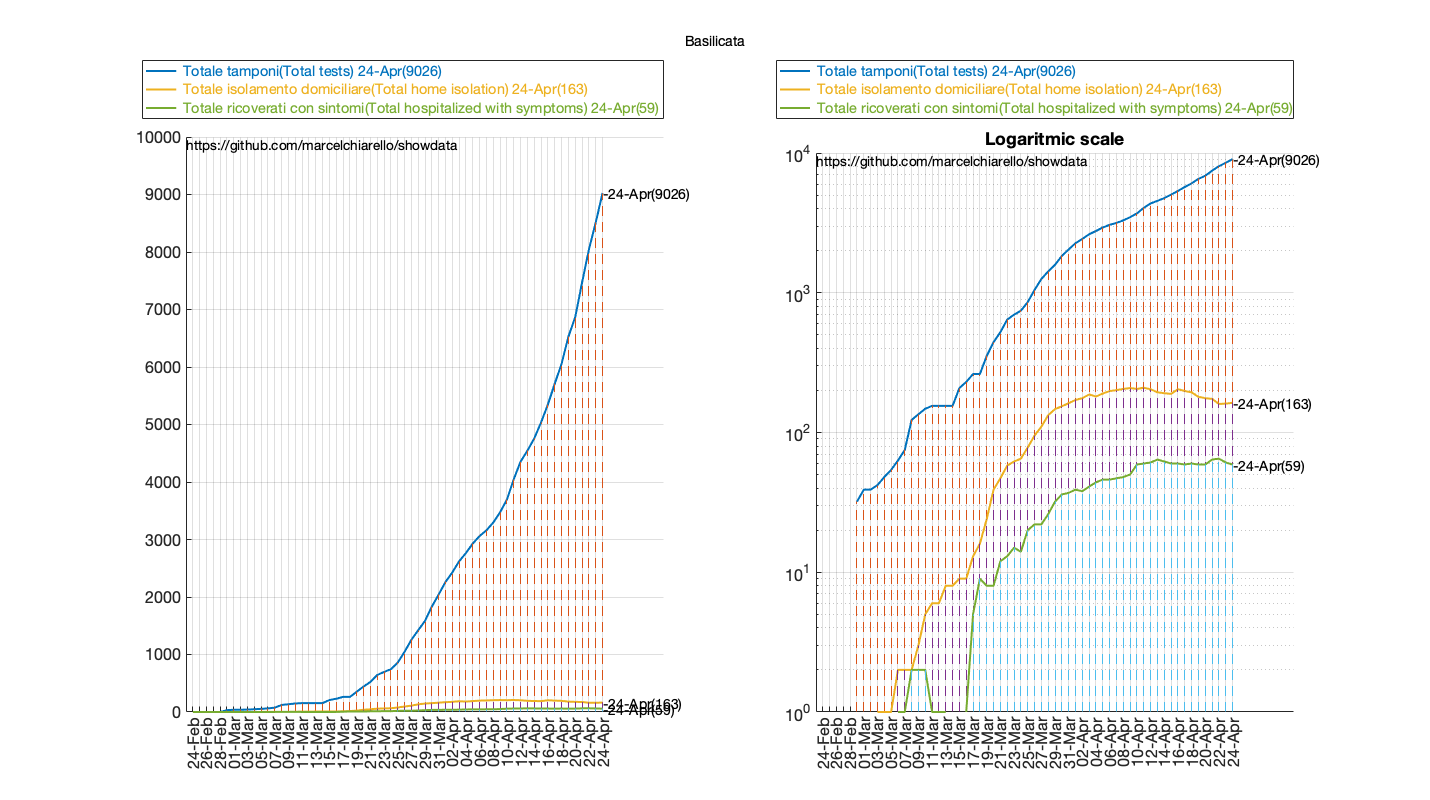 Basilicata
Totale tamponi(Total tests) 24-Apr(9026)
Totale isolamento domiciliare(Total home isolation) 24-Apr(163)
Totale ricoverati con sintomi(Total hospitalized with symptoms) 24-Apr(59)
https://github.com/marcelchiarello/showdata
10000
9000
8000
7000
6000
5000
4000
3000
2000
1000
0
-24-Apr(9026)
-24-Apr(163)
-24-Apr(59)
24-Feb
26-Feb
28-Feb
01-Mar
03-Mar
05-Mar
07-Mar
09-Mar
11-Mar
13-Mar
15-Mar
17-Mar
19-Mar
21-Mar
23-Mar
25-Mar
27-Mar
29-Mar
31-Mar
02-Apr
04-Apr
06-Apr
08-Apr
10-Apr
12-Apr
14-Apr
16-Apr
18-Apr
20-Apr
22-Apr
24-Apr
Totale tamponi(Total tests) 24-Apr(9026)
Totale isolamento domiciliare(Total home isolation) 24-Apr(163)
Totale ricoverati con sintomi(Total hospitalized with symptoms) 24-Apr(59)
Logaritmic scale
https://github.com/marcelchiarello/showdata
10⁴
10³
10²
10¹
10⁰
-24-Apr(9026)
-24-Apr(163)
-24-Apr(59)
24-Feb
26-Feb
28-Feb
01-Mar
03-Mar
05-Mar
07-Mar
09-Mar
11-Mar
13-Mar
15-Mar
17-Mar
19-Mar
21-Mar
23-Mar
25-Mar
27-Mar
29-Mar
31-Mar
02-Apr
04-Apr
06-Apr
08-Apr
10-Apr
12-Apr
14-Apr
16-Apr
18-Apr
20-Apr
22-Apr
24-Apr